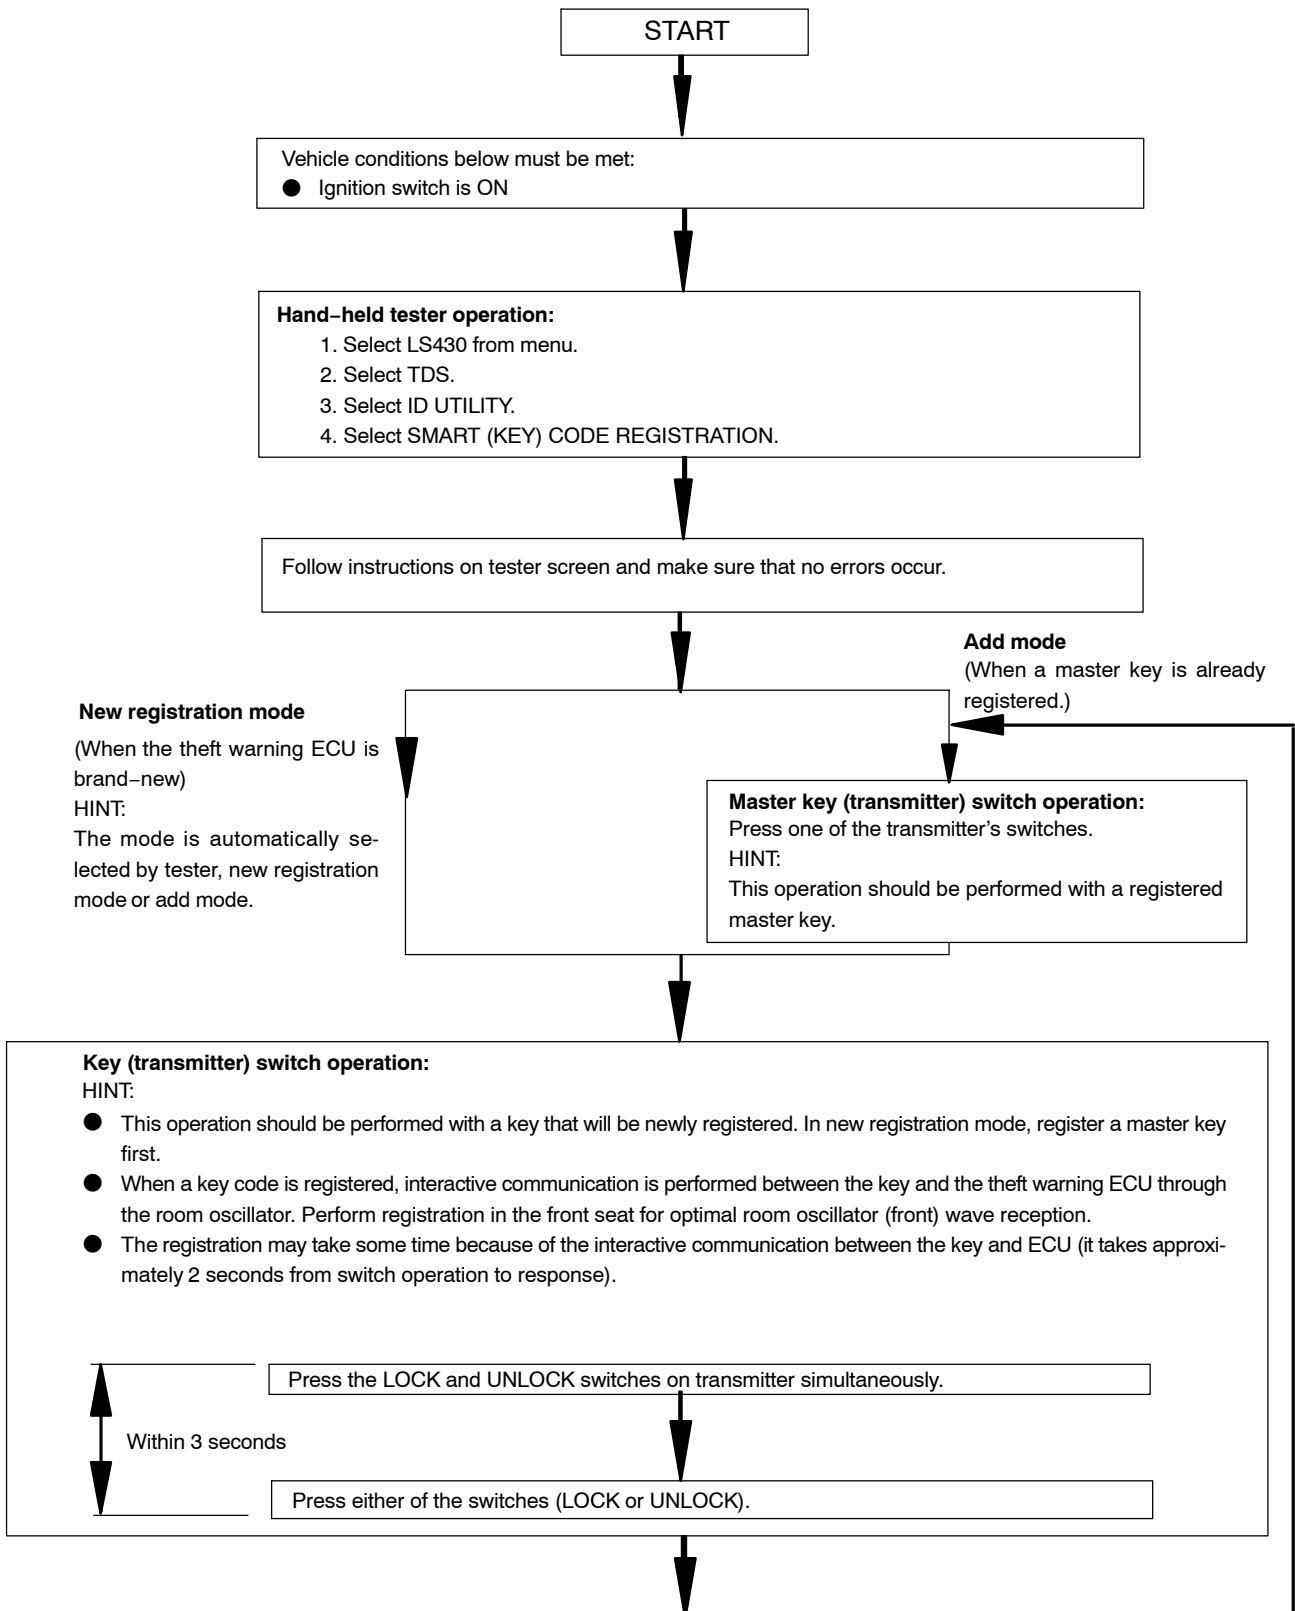 START
Vehicle conditions below must be met:
● Ignition switch is ON
Hand–held tester operation:
1. Select LS430 from menu.
2. Select TDS.
3. Select ID UTILITY.
4. Select SMART (KEY) CODE REGISTRATION.
Follow instructions on tester screen and make sure that no errors occur.
Add mode
(When a master key is already
registered.)
New registration mode
(When the theft warning ECU is
brand–new)
HINT:
The mode is automatically se-
lected by tester, new registration
mode or add mode.
Master key (transmitter) switch operation:
Press one of the transmitter's switches.
HINT:
This operation should be performed with a registered
master key.
Key (transmitter) switch operation:
HINT:
● This operation should be performed with a key that will be newly registered. In new registration mode, register a master key
first.
● When a key code is registered, interactive communication is performed between the key and the theft warning ECU through
the room oscillator. Perform registration in the front seat for optimal room oscillator (front) wave reception.
● The registration may take some time because of the interactive communication between the key and ECU (it takes approxi-
mately 2 seconds from switch operation to response).
Press the LOCK and UNLOCK switches on transmitter simultaneously.
Within 3 seconds
Press either of the switches (LOCK or UNLOCK).